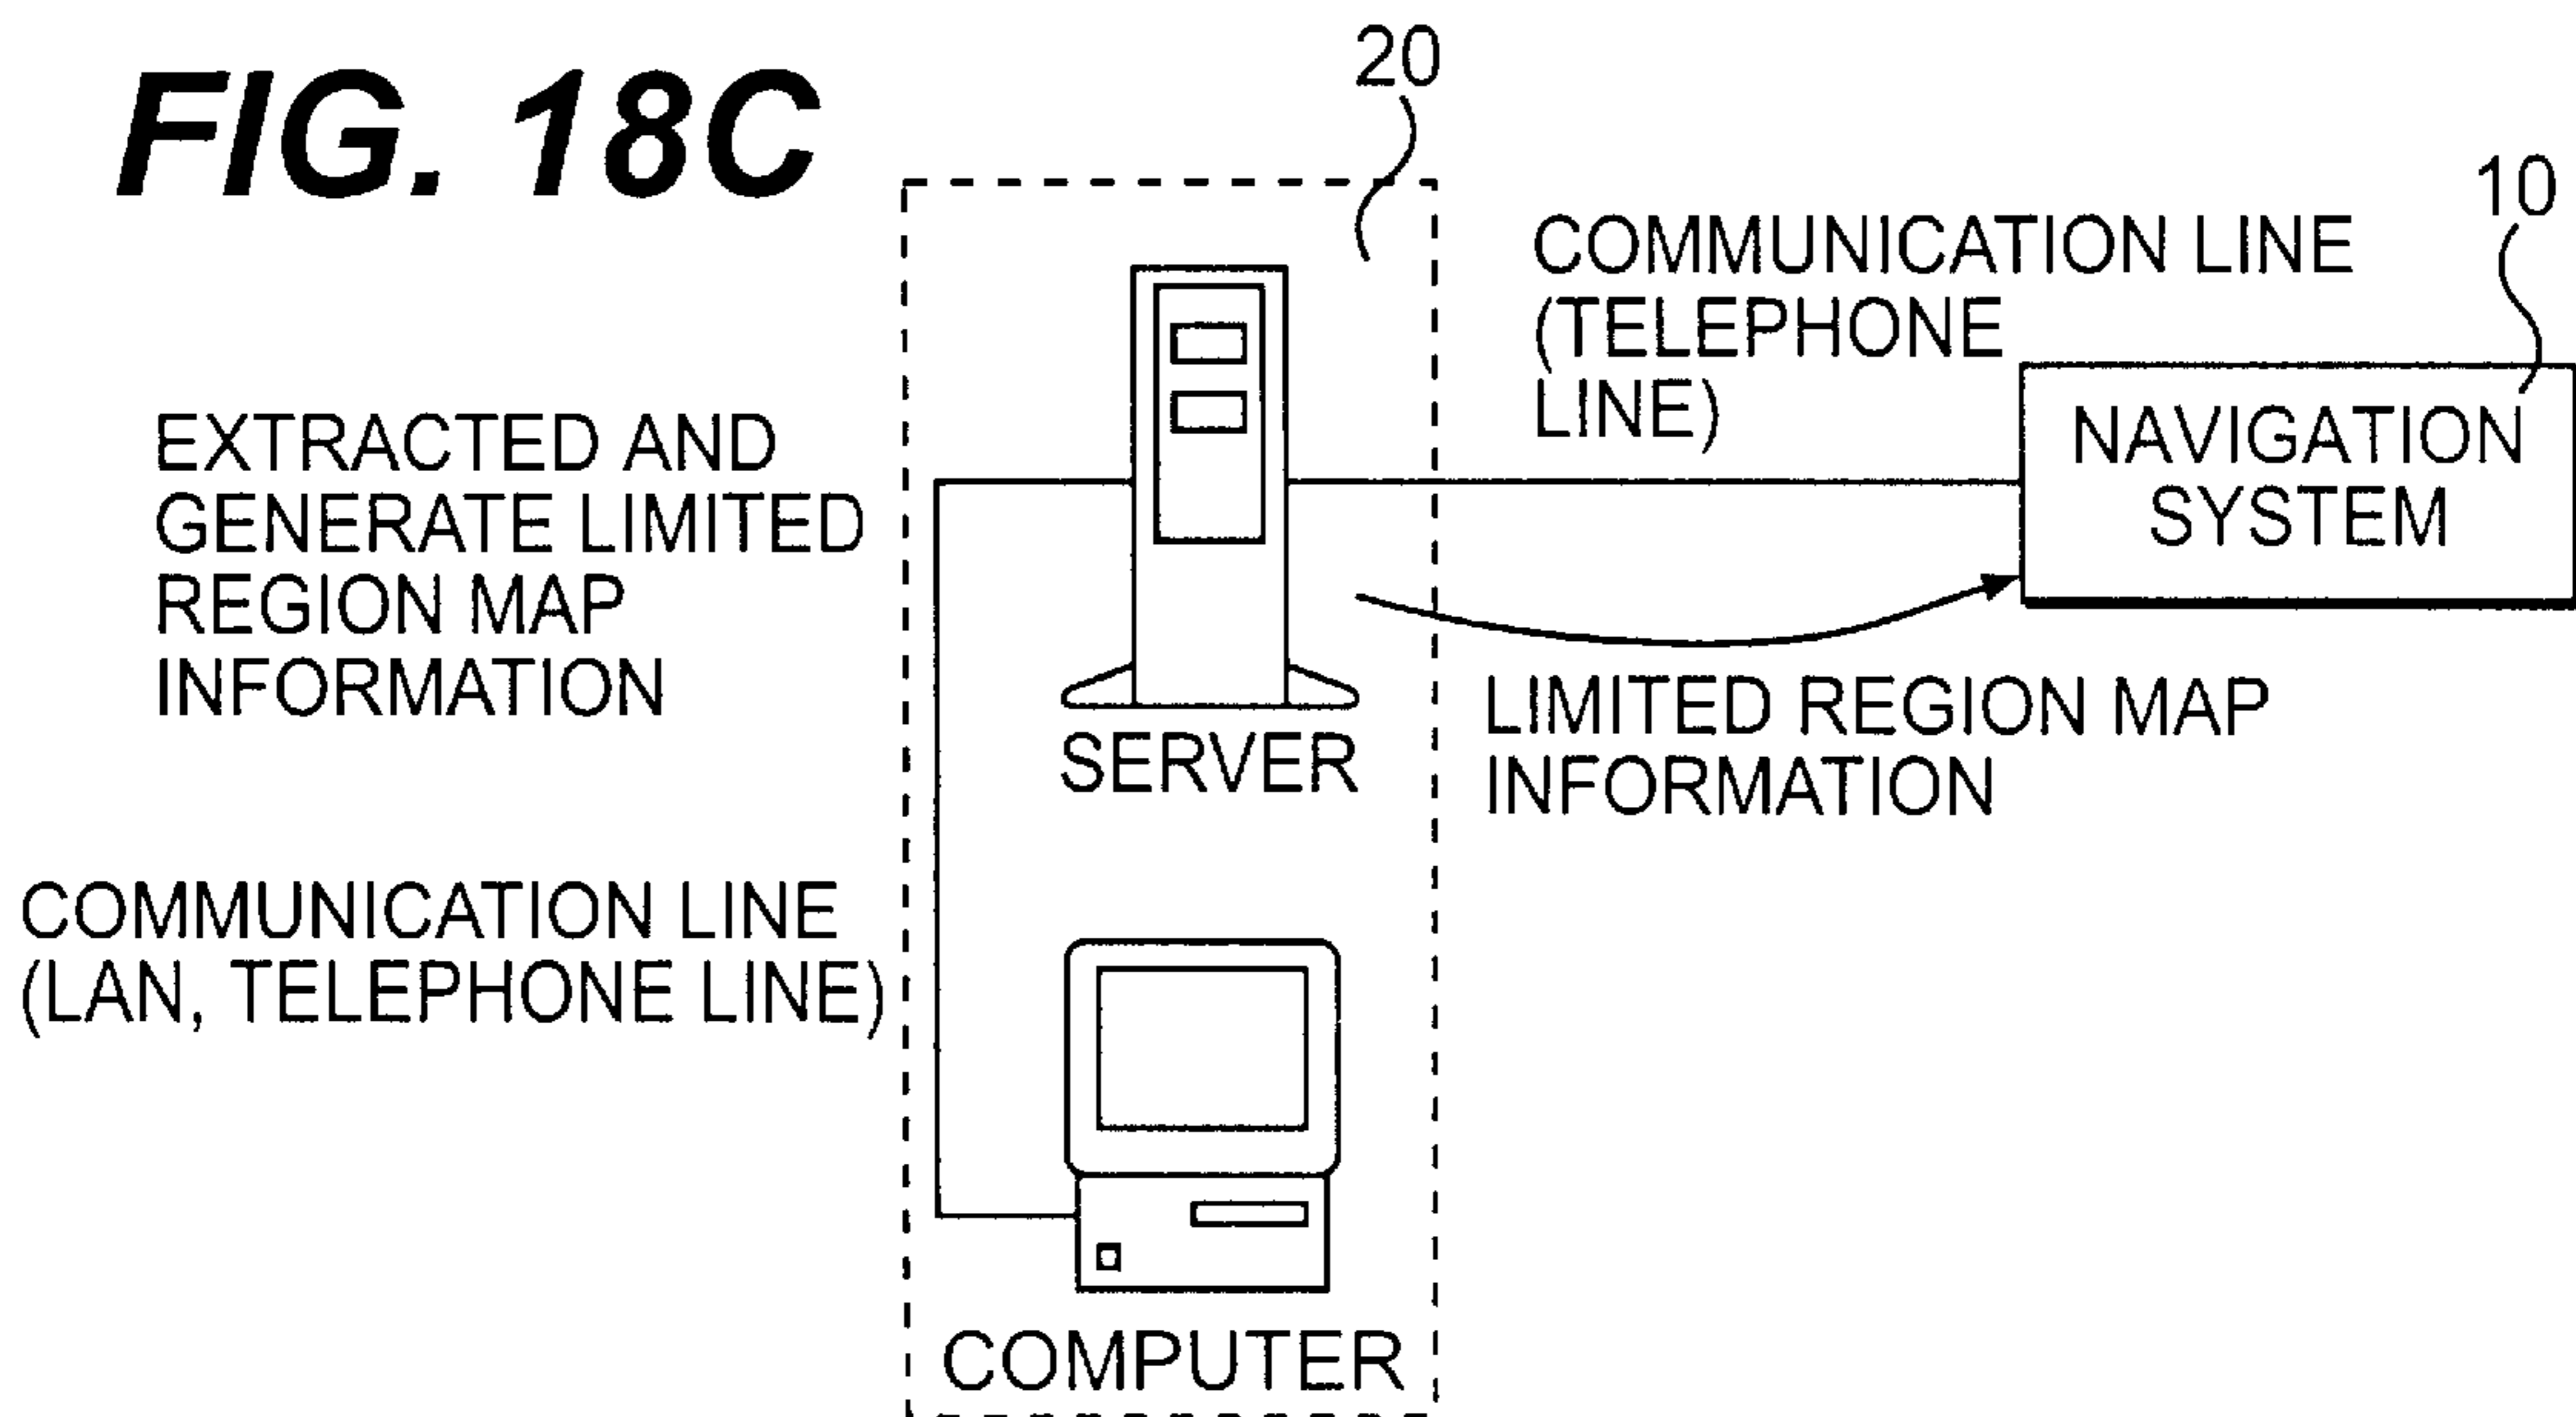 FIG. 18C
20
10
COMMUNICATION LINE
(TELEPHONE
LINE)
NAVIGATION
SYSTEM
EXTRACTED AND
GENERATE LIMITED
REGION MAP
INFORMATION
SERVER
LIMITED REGION MAP
INFORMATION
COMMUNICATION LINE
(LAN, TELEPHONE LINE)
COMPUTER